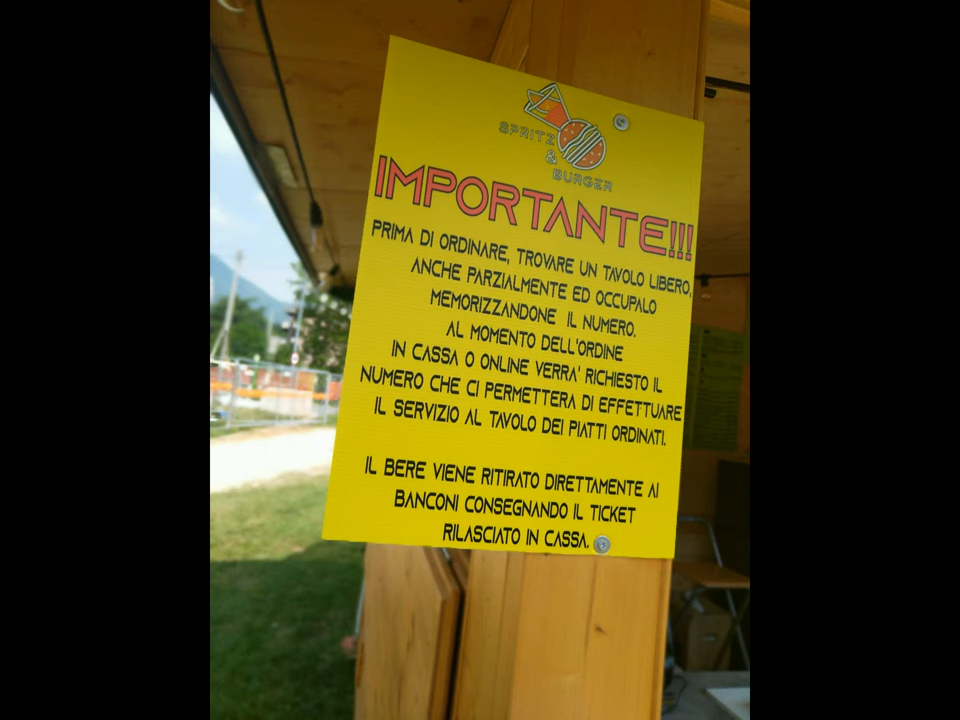 SPRITZ
&
BURGER
IMPORTANTE!!!
PRIMA DI ORDINARE, TROVARE UN TAVOLO LIBERO,
ANCHE PARZIALMENTE ED OCCUPALO
MEMORIZZANDONE IL NUMERO.
AL MOMENTO DELL'ORDINE
IN CASSA O ONLINE VERRA' RICHIESTO IL
NUMERO CHE CI PERMETTERA DI EFFETTUARE
IL SERVIZIO AL TAVOLO DEI PIATTI ORDINATI.
IL BERE VIENE RITIRATO DIRETTAMENTE AI
BANCONI CONSEGNANDO IL TICKET
RILASCIATO IN CASSA.